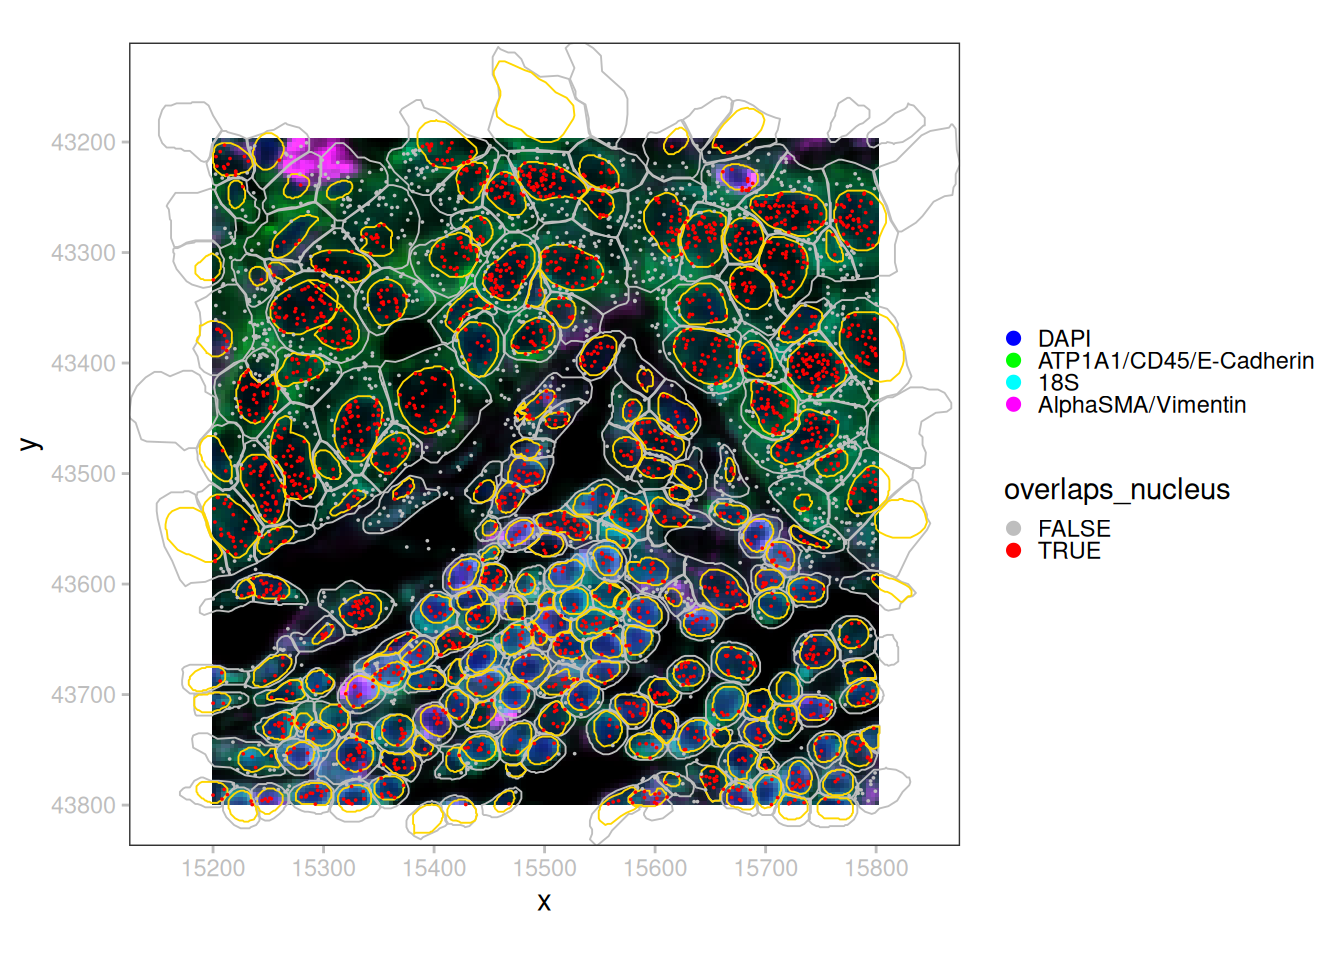 43200
43300
43400
43500
43600
43700
43800
y
15200 15300 15400 15500 15600 15700 15800
x
DAPI
ATP1A1/CD45/E-Cadherin
18S
AlphaSMA/Vimentin
overlaps_nucleus
FALSE
TRUE